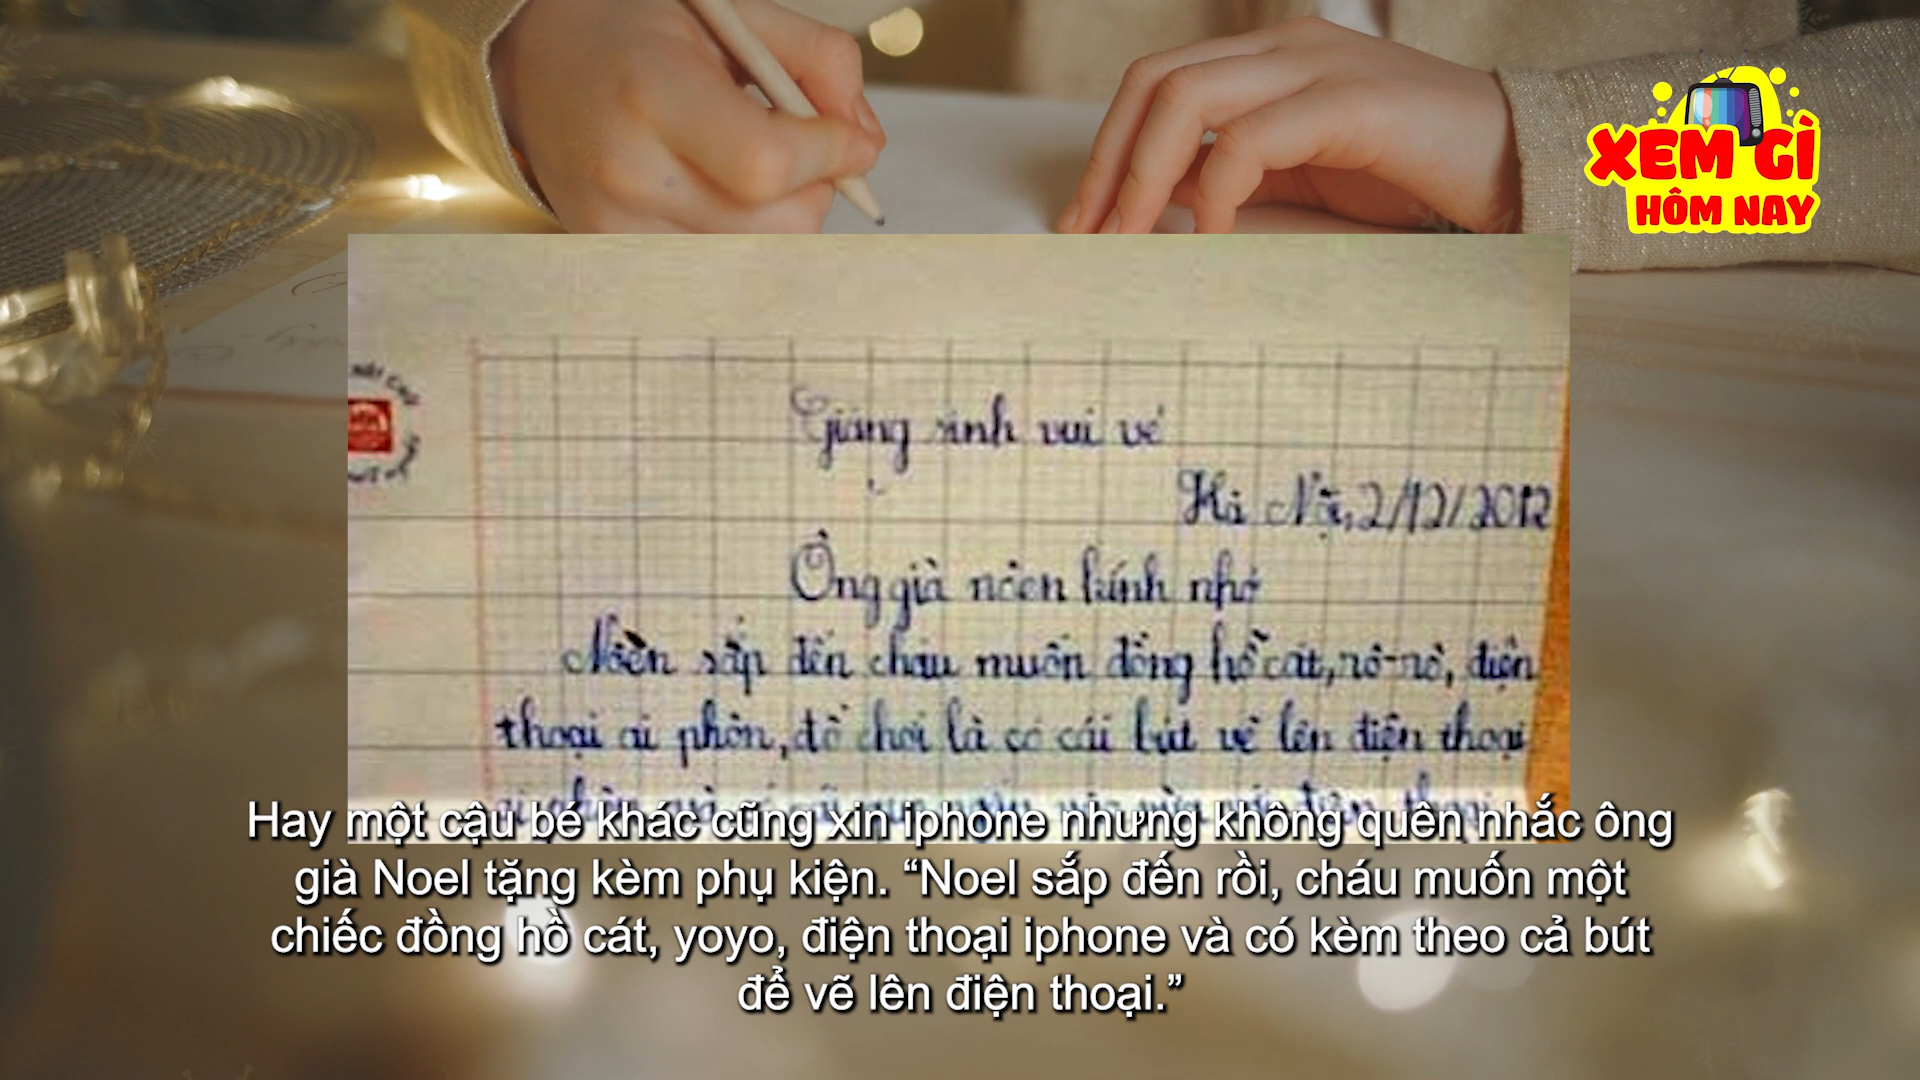 XEM GÌ
HÔM NAY
Giáng sinh vui vẻ
Hà Nội, 2/12/2012
Ông già nôen kính nhớ
Nôen sắp đến cháu muốn đồng hồ cát, rô-rô, điện
thoại ai phôn, đồ chơi là có cái bút vẽ lên điện thoại
Hay một cậu bé khác cũng xin iphone nhưng không quên nhắc ông
già Noel tặng kèm phụ kiện. “Noel sắp đến rồi, cháu muốn một
chiếc đồng hồ cát, yoyo, điện thoại iphone và có kèm theo cả bút
để vẽ lên điện thoại.”